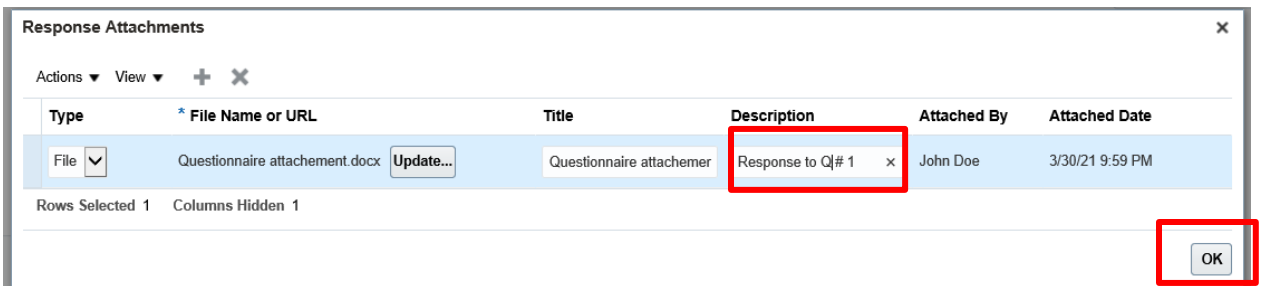 Response Attachments ×
Actions ▼ View ▼
Type * File Name or URL Title Description Attached By Attached Date
File Questionnaire attachement.docx Update... Questionnaire attachemer Response to Q# 1 × John Doe 3/30/21 9:59 PM
Rows Selected 1 Columns Hidden 1
OK